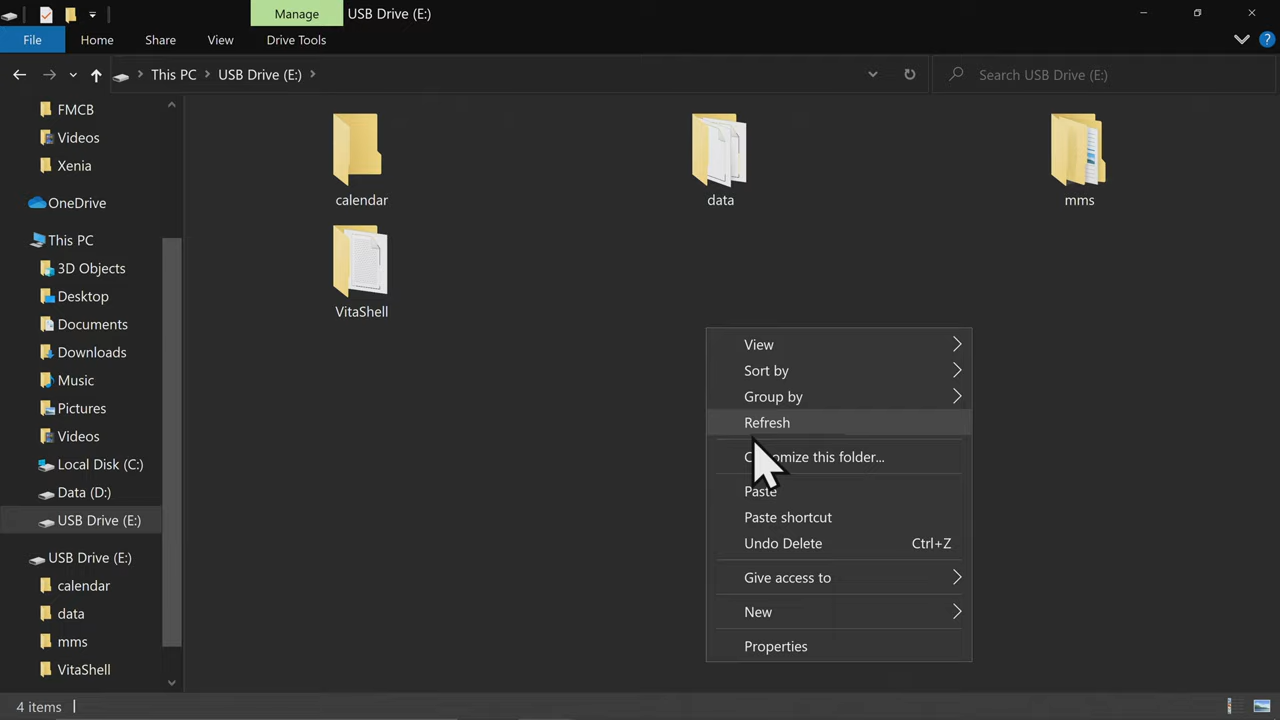 Manage
USB Drive (E:)
File
Home
Share
View
Drive Tools
This PC
USB Drive (E:)
Search USB Drive (E:)
FMCB
Videos
Xenia
OneDrive
This PC
3D Objects
Desktop
Documents
Downloads
Music
Pictures
Videos
Local Disk (C:)
Data (D:)
USB Drive (E:)
USB Drive (E:)
calendar
data
mms
VitaShell
calendar
data
mms
VitaShell
View
Sort by
Group by
Refresh
this folder...
Paste
Paste shortcut
Undo Delete Ctrl+Z
Give access to
New
Properties
4 items